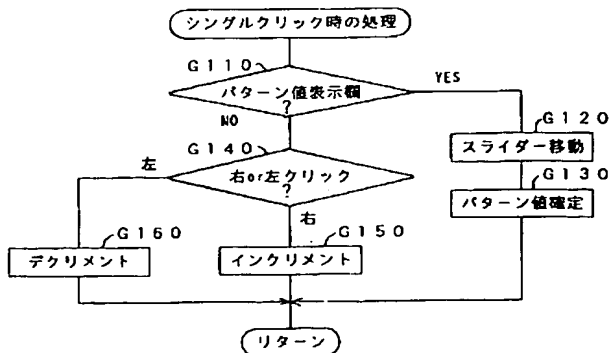 シングルクリック時の処理
G110
パターン値表示欄
?
YES
NO
G120
スライダー移動
G140
右or左クリック
?
左
G130
パターン値確定
右
G160
デクリメント
G150
インクリメント
リターン